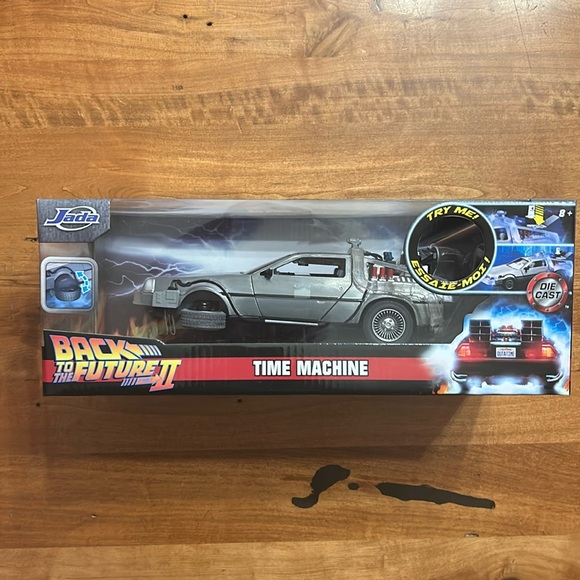 Jada
TRY ME!
ESSAIE-MOI!
8+
DIE
CAST
BACK
TO THE FUTURE II
TIME MACHINE
OUTATIME